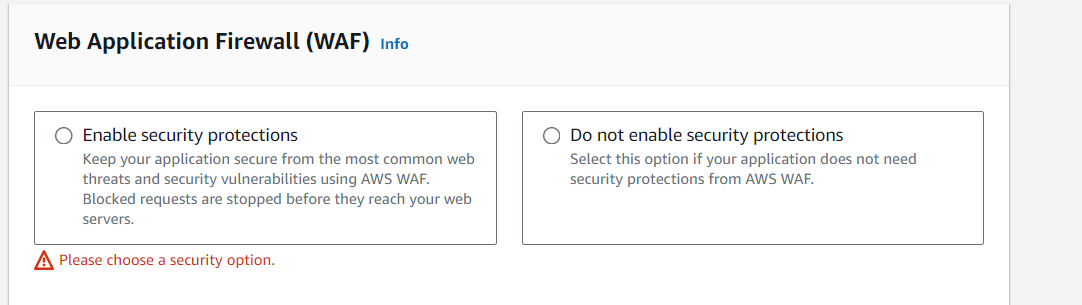 Web Application Firewall (WAF) Info
Enable security protections
Keep your application secure from the most common web
threats and security vulnerabilities using AWS WAF.
Blocked requests are stopped before they reach your web
servers.
Do not enable security protections
Select this option if your application does not need
security protections from AWS WAF.
Please choose a security option.